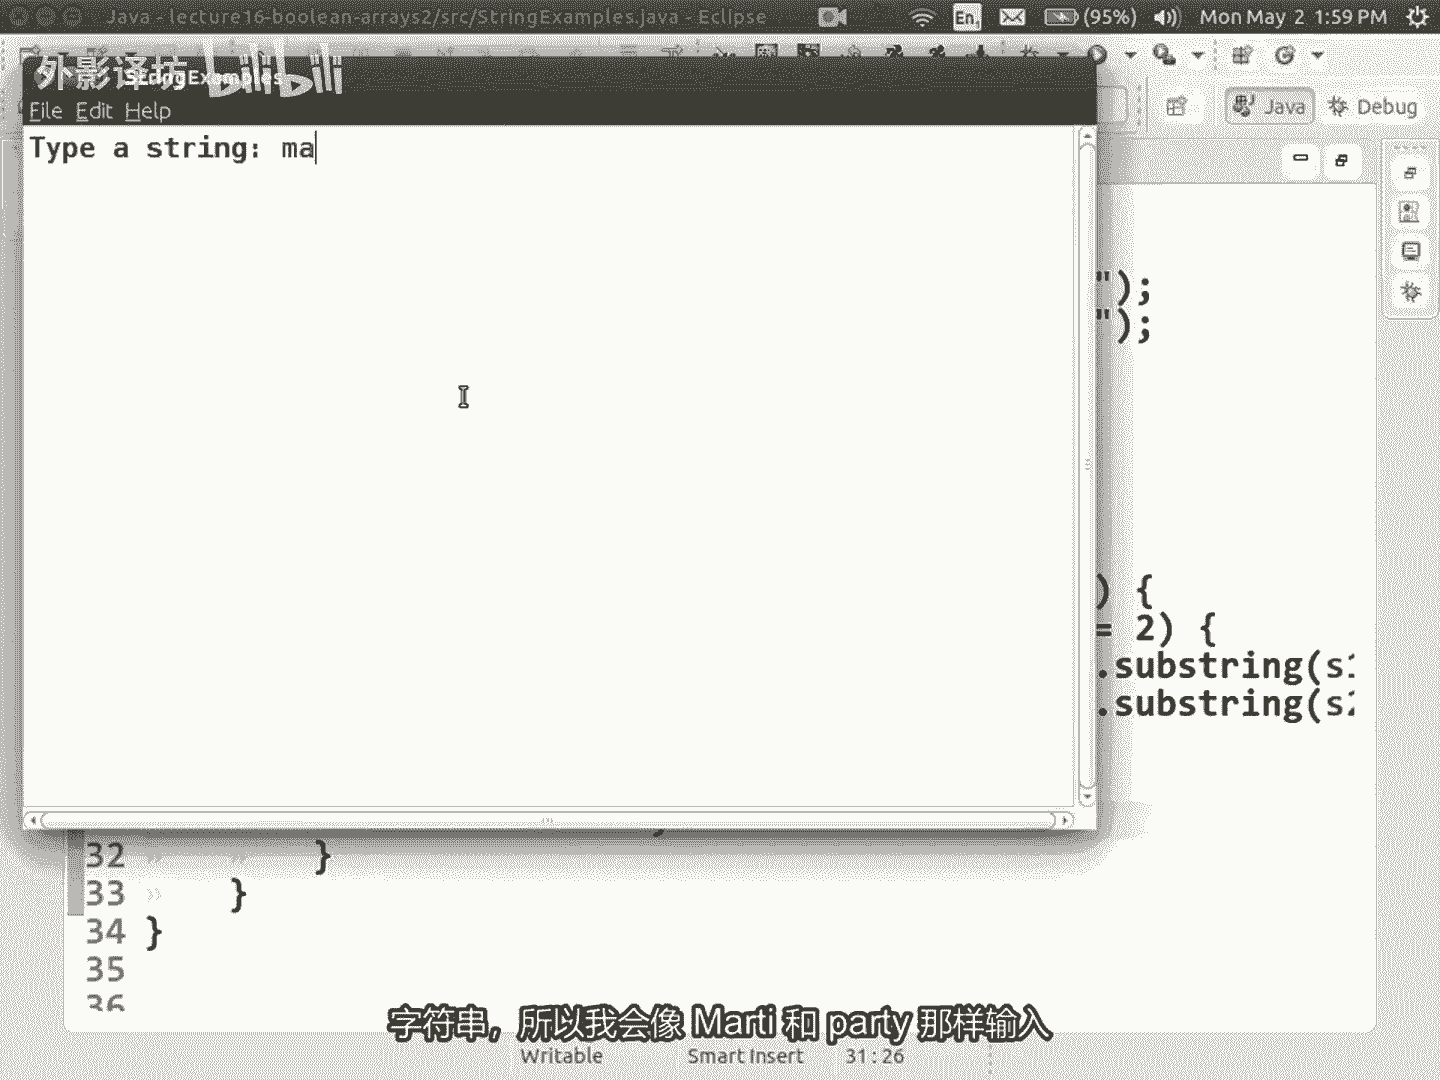 Java - lecture16-boolean-arrays2/src/StringExamples.java - Eclipse
En
(95%)
Mon May 2 1:59 PM
外影译坊 bilibili
StringExamples
File Edit Help
Java
Debug
Type a string: ma
");
");
) {
= 2) {
.substring(s1
.substring(s2
32 }
33 }
34 }
35
36
字符串，所以我会像 Marti 和 party 那样输入
Writable Smart Insert 31 : 26